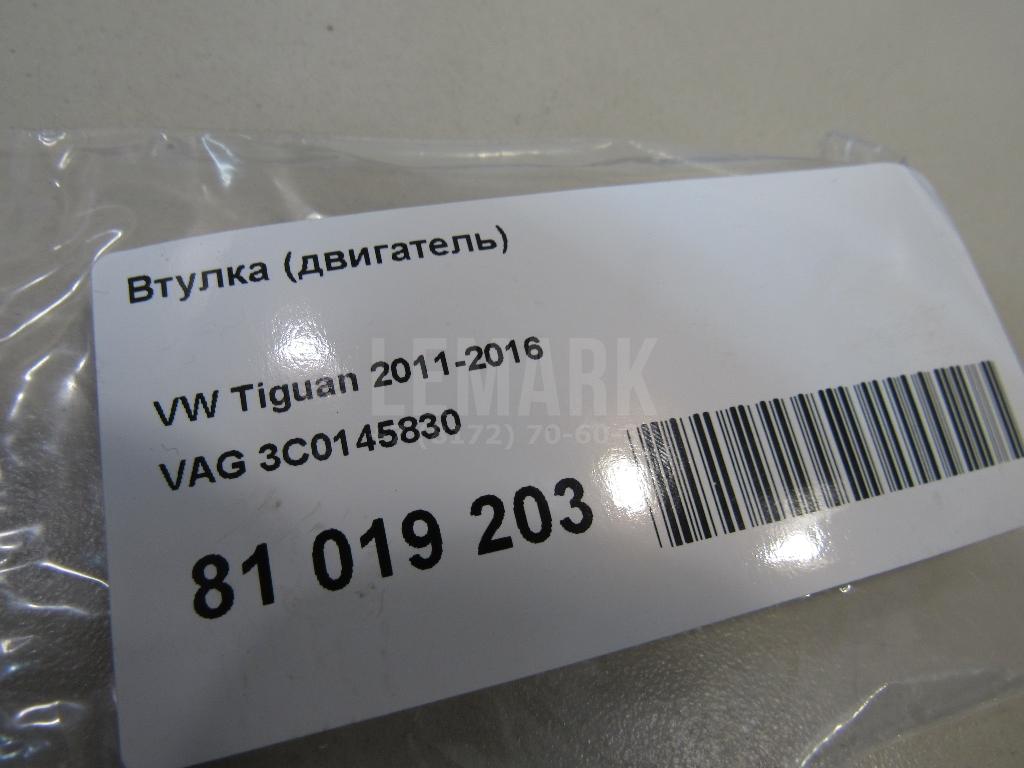 Втулка (двигатель)
VW Tiguan 2011-2016
LEMARK
VAG 3C0145830
81 019 203